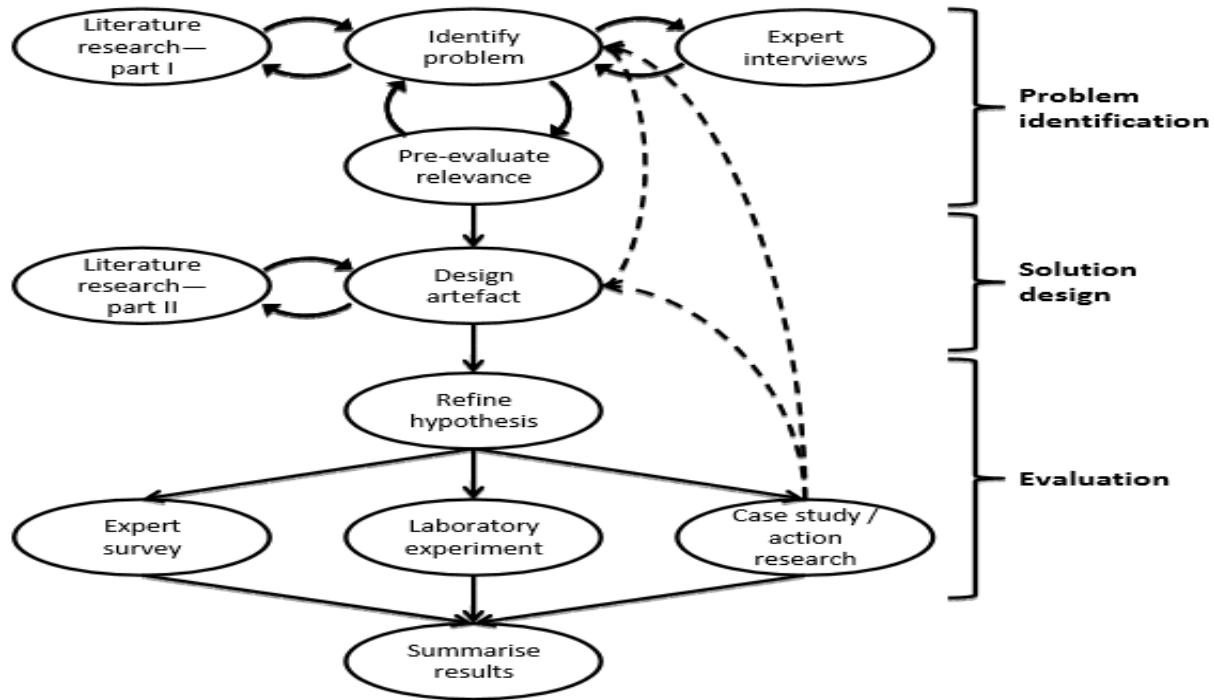 Literature
research—
part I
Identify
problem
Expert
interviews
Problem
identification
Pre-evaluate
relevance
Literature
research—
part II
Design
artefact
Solution
design
Refine
hypothesis
Evaluation
Expert
survey
Laboratory
experiment
Case study /
action
research
Summarise
results